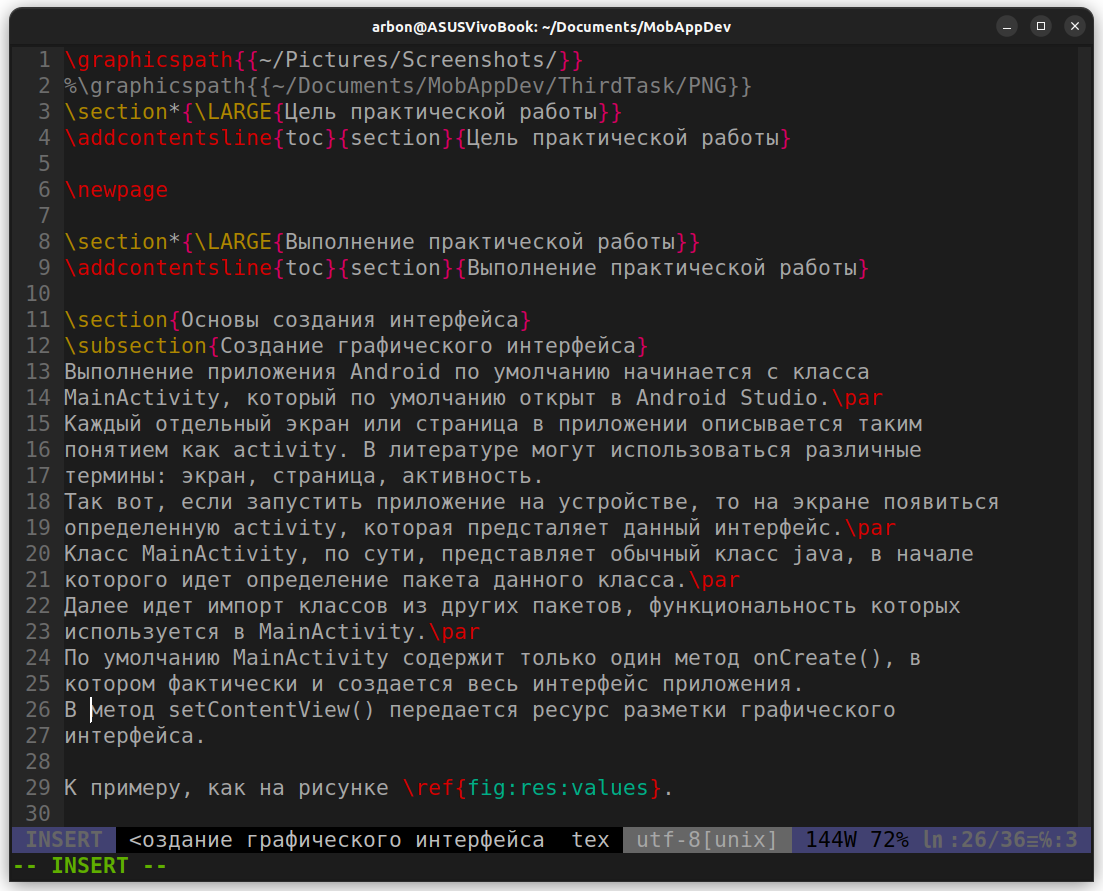 arbon@ASUSVivoBook: ~/Documents/MobAppDev
1 \graphicspath{{~/Pictures/Screenshots/}}
2 %\graphicspath{{~/Documents/MobAppDev/ThirdTask/PNG}}
3 \section*{\LARGE{Цель практической работы}}
4 \addcontentsline{toc}{section}{Цель практической работы}
5
6 \newpage
7
8 \section*{\LARGE{Выполнение практической работы}}
9 \addcontentsline{toc}{section}{Выполнение практической работы}
10
11 \section{Основы создания интерфейса}
12 \subsection{Создание графического интерфейса}
13 Выполнение приложения Android по умолчанию начинается с класса
14 MainActivity, который по умолчанию открыт в Android Studio.\par
15 Каждый отдельный экран или страница в приложении описывается таким
16 понятием как activity. В литературе могут использоваться различные
17 термины: экран, страница, активность.
18 Так вот, если запустить приложение на устройстве, то на экране появиться
19 определенную activity, которая предсталяет данный интерфейс.\par
20 Класс MainActivity, по сути, представляет обычный класс java, в начале
21 которого идет определение пакета данного класса.\par
22 Далее идет импорт классов из других пакетов, функциональность которых
23 используется в MainActivity.\par
24 По умолчанию MainActivity содержит только один метод onCreate(), в
25 котором фактически и создается весь интерфейс приложения.
26 В метод setContentView() передается ресурс разметки графического
27 интерфейса.
28
29 К примеру, как на рисунке \ref{fig:res:values}.
30
INSERT <оздание графического интерфейса tex utf-8[unix] 144W 72% ln:26/36≡℅:3
-- INSERT --